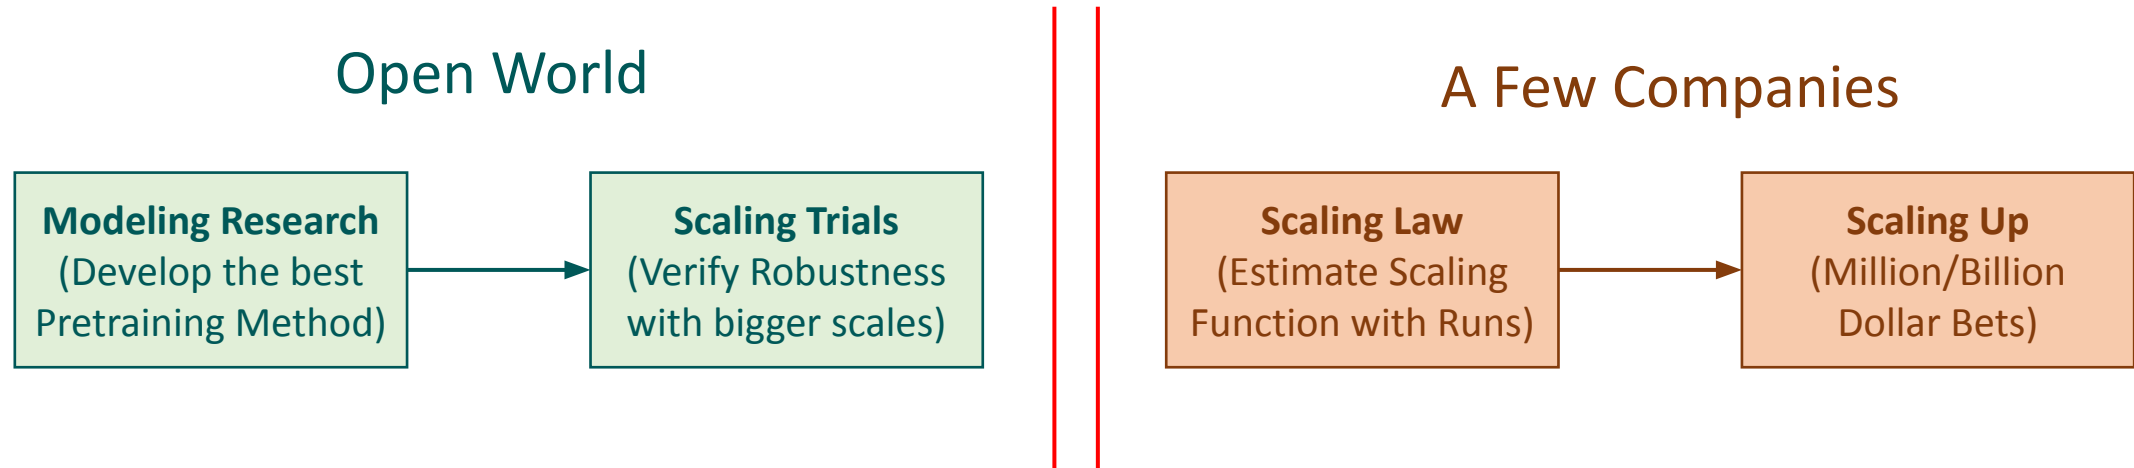 Open World
A Few Companies
Modeling Research
(Develop the best
Pretraining Method)
Scaling Trials
(Verify Robustness
with bigger scales)
Scaling Law
(Estimate Scaling
Function with Runs)
Scaling Up
(Million/Billion
Dollar Bets)